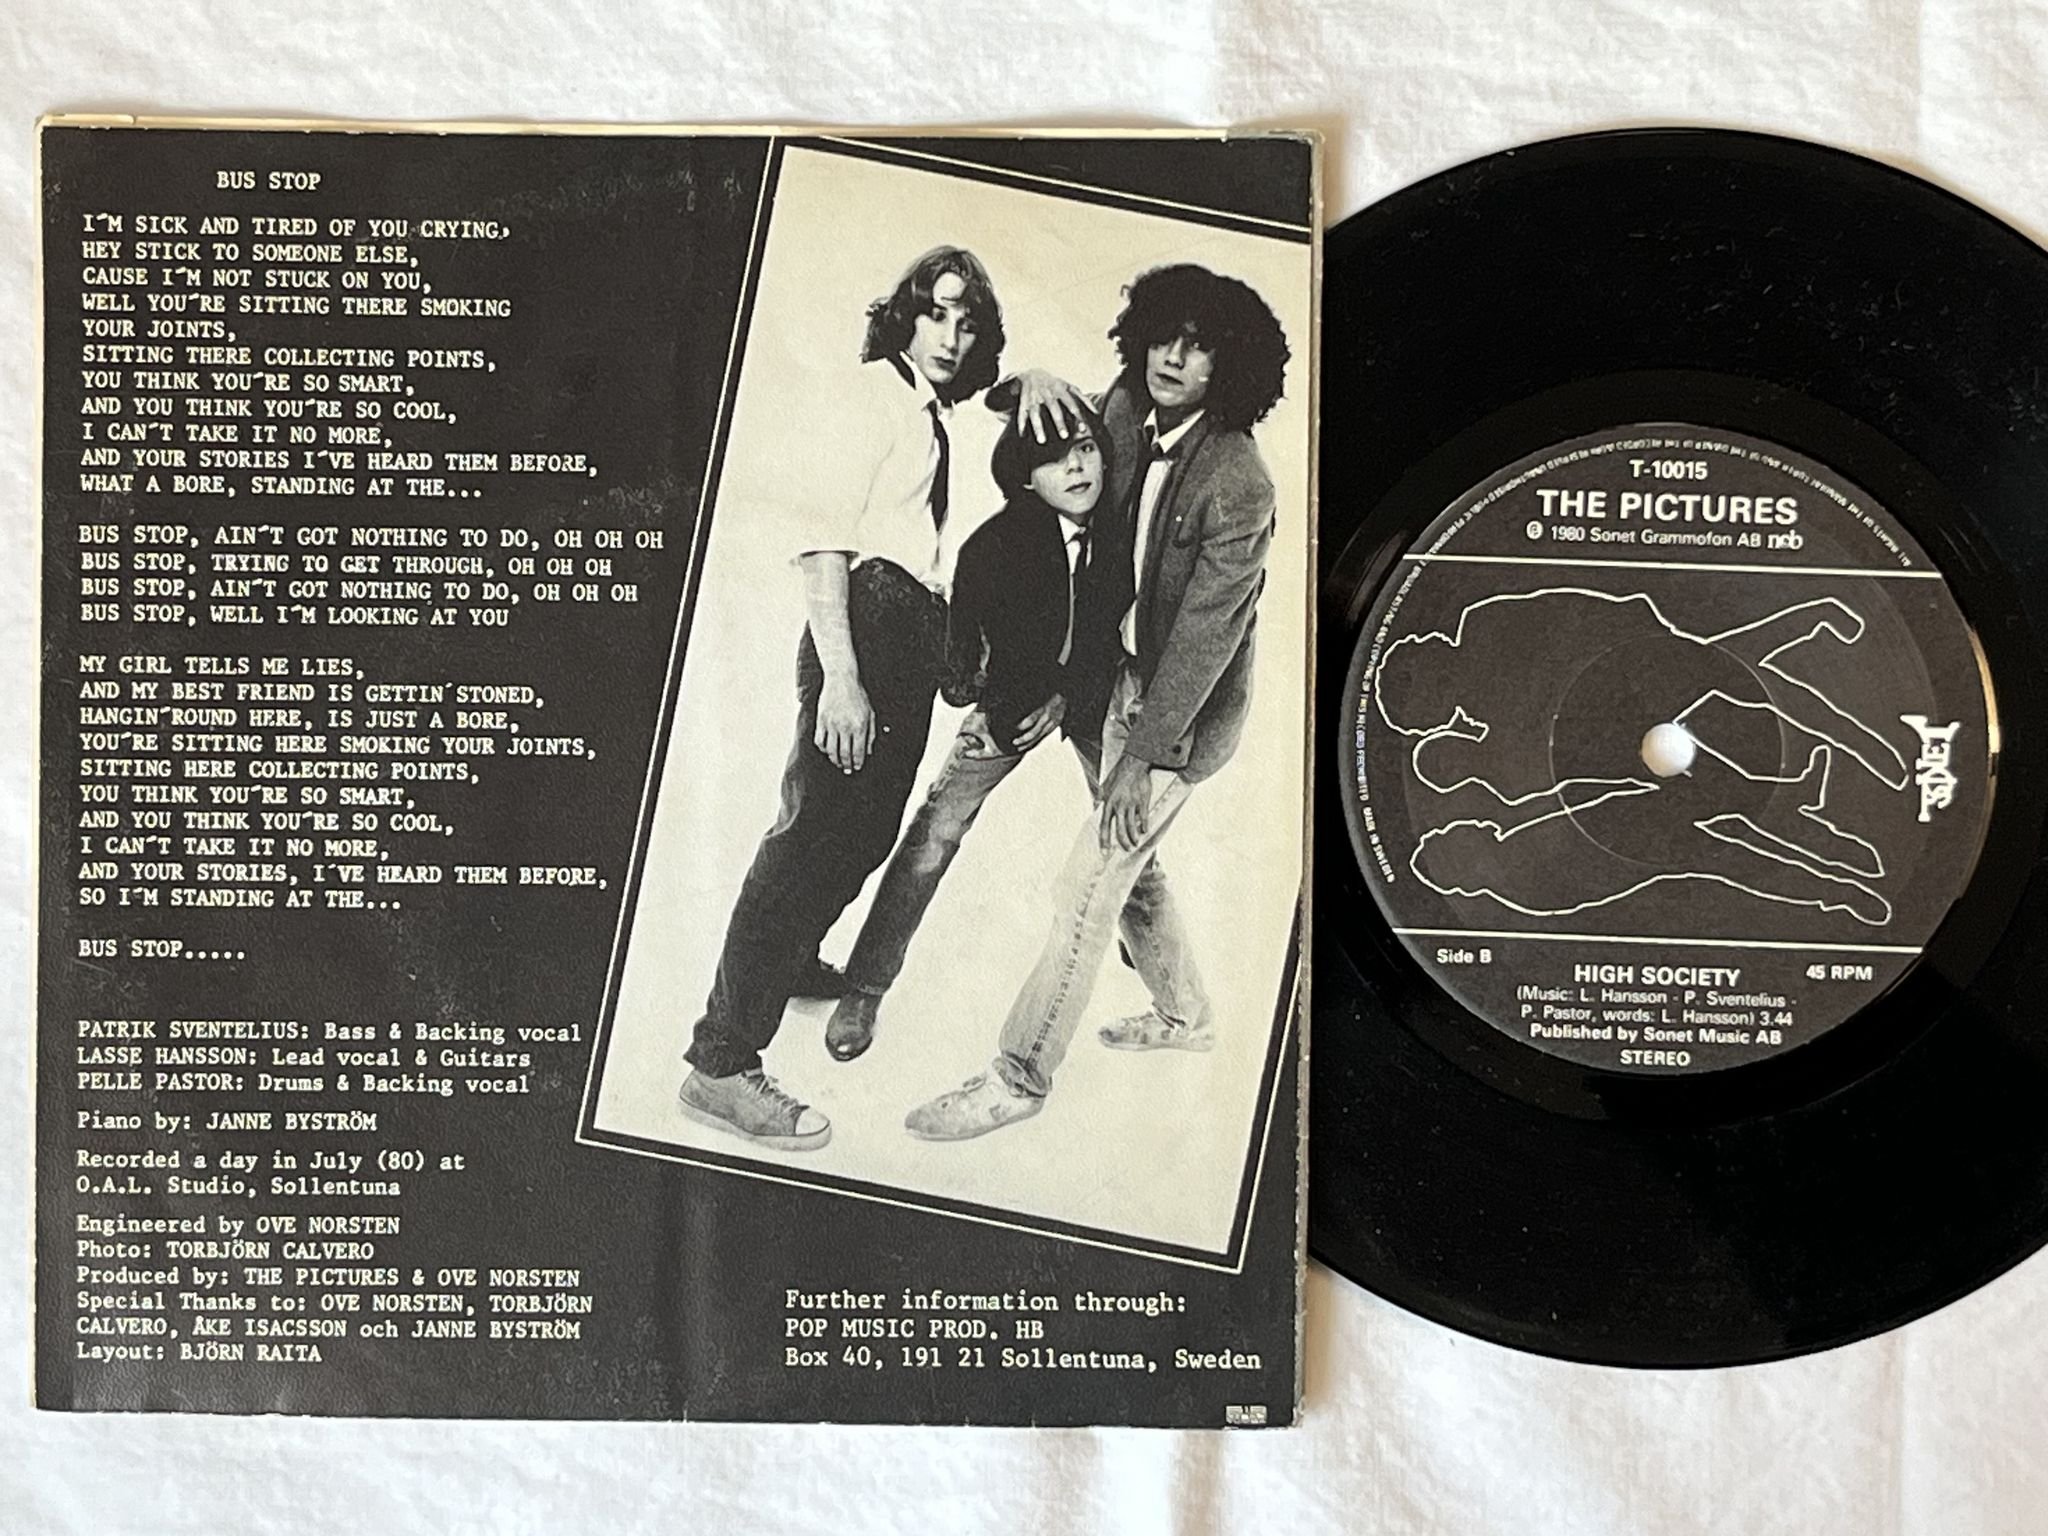 BUS STOP
I´M SICK AND TIRED OF YOU CRYING,
HEY STICK TO SOMEONE ELSE,
CAUSE I´M NOT STUCK ON YOU,
WELL YOU´RE SITTING THERE SMOKING
YOUR JOINTS,
SITTING THERE COLLECTING POINTS,
YOU THINK YOU´RE SO SMART,
AND YOU THINK YOU´RE SO COOL,
I CAN´T TAKE IT NO MORE,
AND YOUR STORIES I´VE HEARD THEM BEFORE,
WHAT A BORE, STANDING AT THE...
BUS STOP, AIN´T GOT NOTHING TO DO, OH OH OH
BUS STOP, TRYING TO GET THROUGH, OH OH OH
BUS STOP, AIN´T GOT NOTHING TO DO, OH OH OH
BUS STOP, WELL I´M LOOKING AT YOU
MY GIRL TELLS ME LIES,
AND MY BEST FRIEND IS GETTIN´STONED,
HANGIN´ROUND HERE, IS JUST A BORE,
YOU´RE SITTING HERE SMOKING YOUR JOINTS,
SITTING HERE COLLECTING POINTS,
YOU THINK YOU´RE SO SMART,
AND YOU THINK YOU´RE SO COOL,
I CAN´T TAKE IT NO MORE,
AND YOUR STORIES, I´VE HEARD THEM BEFORE,
SO I´M STANDING AT THE...
BUS STOP.....
PATRIK SVENTELIUS: Bass & Backing vocal
LASSE HANSSON: Lead vocal & Guitars
PELLE PASTOR: Drums & Backing vocal
Piano by: JANNE BYSTRÖM
Recorded a day in July (80) at
O.A.L. Studio, Sollentuna
Engineered by OVE NORSTEN
Photo: TORBJÖRN CALVERO
Produced by: THE PICTURES & OVE NORSTEN
Special Thanks to: OVE NORSTEN, TORBJÖRN
CALVERO, ÅKE ISACSSON och JANNE BYSTRÖM
Layout: BJÖRN RAITA
Further information through:
POP MUSIC PROD. HB
Box 40, 191 21 Sollentuna, Sweden
T-10015
THE PICTURES
℗ 1980 Sonet Grammofon AB ncb
Side B
HIGH SOCIETY
45 RPM
(Music: L. Hansson - P. Sventelius -
P. Pastor, words: L. Hansson) 3.44
Published by Sonet Music AB
STEREO